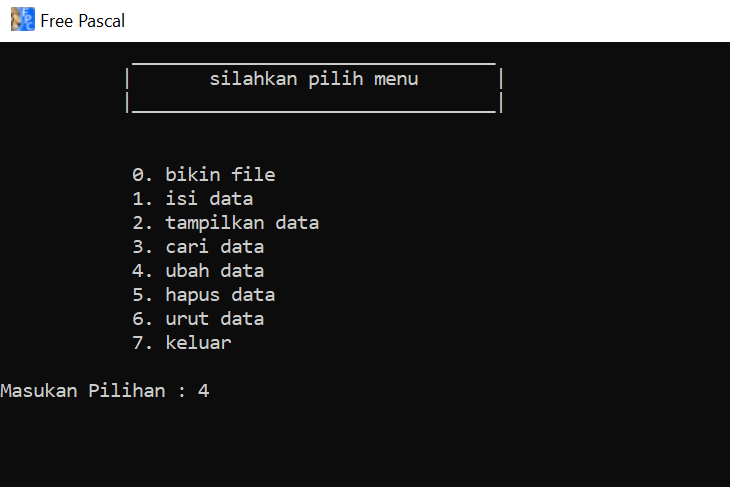 Free Pascal
silahkan pilih menu
0. bikin file
1. isi data
2. tampilkan data
3. cari data
4. ubah data
5. hapus data
6. urut data
7. keluar
Masukan Pilihan : 4